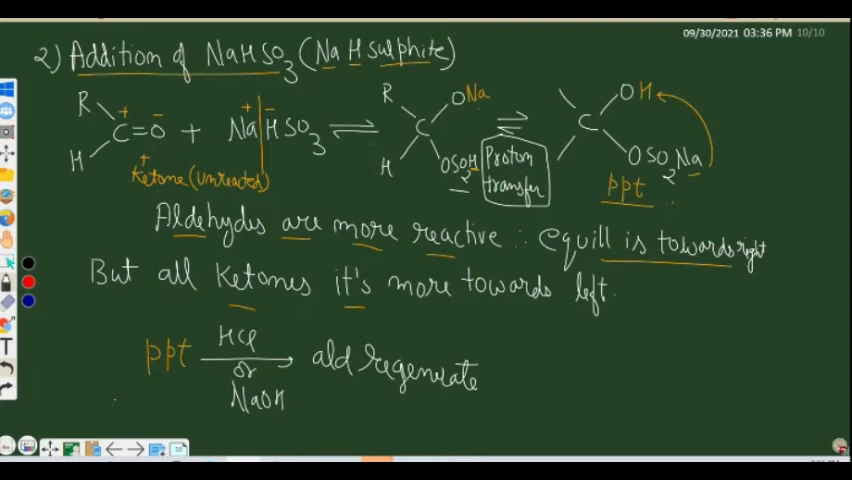 09/30/2021 03:36 PM 10/10
2) Addition of NaHSO3 (Na H sulphite)
R + - + - R ONa OH
C=O + Na HSO3 ⇌ C ⇌ C
H H OSO2H Proton transfer OSO2Na
+ Ketone (Unreacted) ppt
Aldehydes are more reactive ∴ equill is towards right
But all Ketones it's more towards left.
ppt HCl or NaOH → ald regenerate